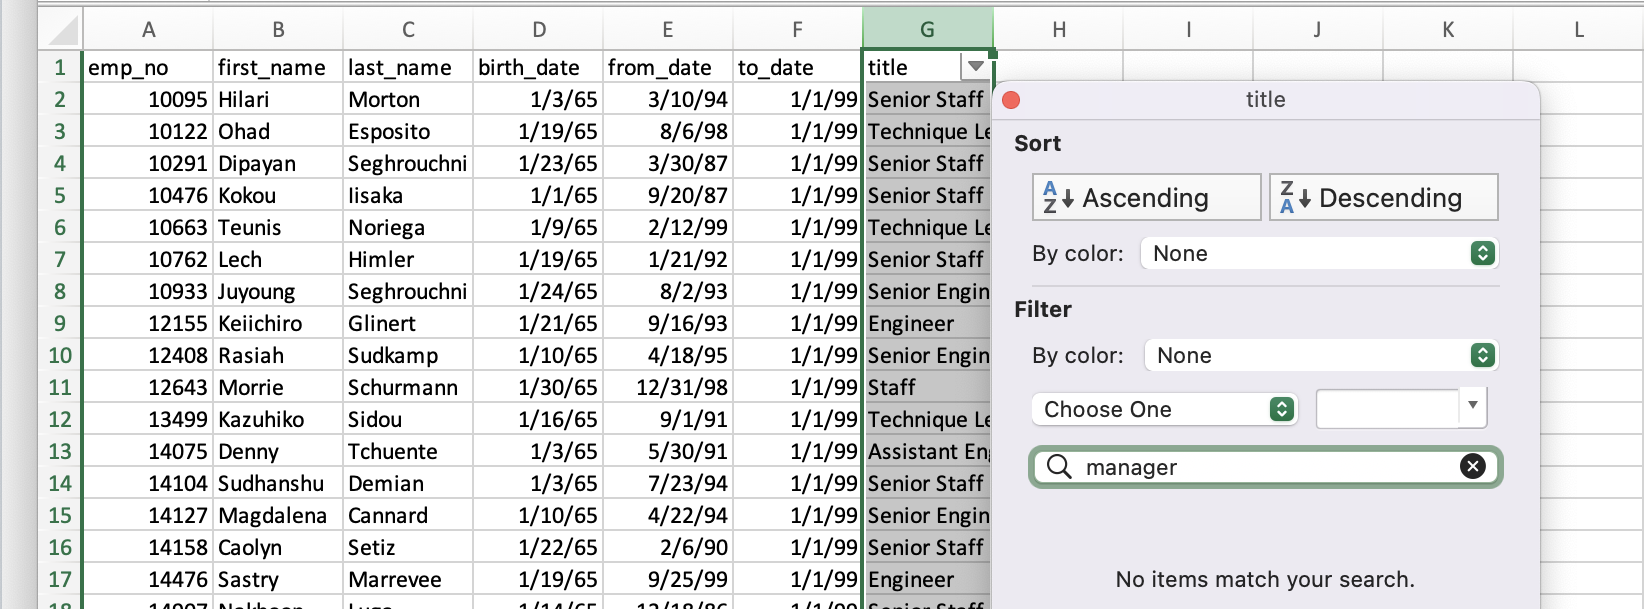 A B C D E F G H I J K L
1 emp_no first_name last_name birth_date from_date to_date title
2 10095 Hilari Morton 1/3/65 3/10/94 1/1/99 Senior Staff
3 10122 Ohad Esposito 1/19/65 8/6/98 1/1/99 Technique Le
4 10291 Dipayan Seghrouchni 1/23/65 3/30/87 1/1/99 Senior Staff
5 10476 Kokou Iisaka 1/1/65 9/20/87 1/1/99 Senior Staff
6 10663 Teunis Noriega 1/9/65 2/12/99 1/1/99 Technique Le
7 10762 Lech Himler 1/19/65 1/21/92 1/1/99 Senior Staff
8 10933 Juyoung Seghrouchni 1/24/65 8/2/93 1/1/99 Senior Engin
9 12155 Keiichiro Glinert 1/21/65 9/16/93 1/1/99 Engineer
10 12408 Rasiah Sudkamp 1/10/65 4/18/95 1/1/99 Senior Engin
11 12643 Morrie Schurmann 1/30/65 12/31/98 1/1/99 Staff
12 13499 Kazuhiko Sidou 1/16/65 9/1/91 1/1/99 Technique Le
13 14075 Denny Tchuente 1/3/65 5/30/91 1/1/99 Assistant Eng
14 14104 Sudhanshu Demian 1/3/65 7/23/94 1/1/99 Senior Staff
15 14127 Magdalena Cannard 1/10/65 4/22/94 1/1/99 Senior Engin
16 14158 Caolyn Setiz 1/22/65 2/6/90 1/1/99 Senior Staff
17 14476 Sastry Marrevee 1/19/65 9/25/99 1/1/99 Engineer
title
Sort
A Z Ascending
Z A Descending
By color: None
Filter
By color: None
Choose One
manager
No items match your search.